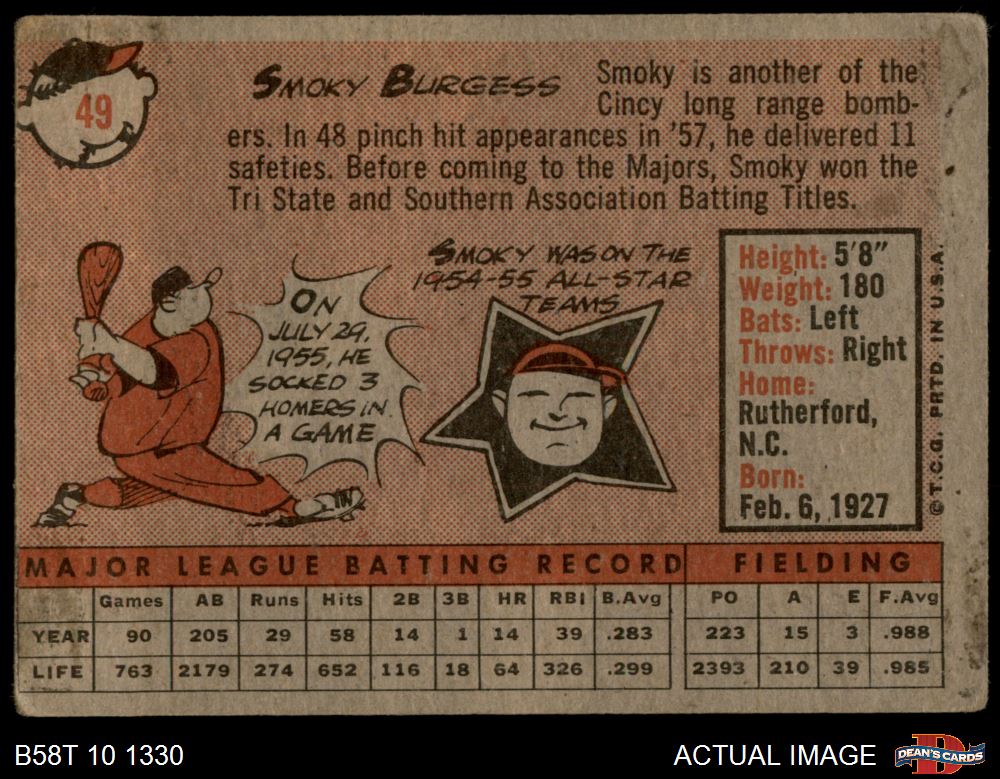 49
SMOKY BURGESS
Smoky is another of the
Cincy long range bomb-
ers. In 48 pinch hit appearances in '57, he delivered 11
safeties. Before coming to the Majors, Smoky won the
Tri State and Southern Association Batting Titles.
ON
JULY 29,
1955, HE
SOCKED 3
HOMERS IN
A GAME
SMOKY WAS ON THE
1954-55 ALL-STAR
TEAMS
Height: 5'8"
Weight: 180
Bats: Left
Throws: Right
Home:
Rutherford,
N.C.
Born:
Feb. 6, 1927
© T.C.G. PRTD. IN U.S.A.
MAJOR LEAGUE BATTING RECORD FIELDING
Games AB Runs Hits 2B 3B HR RBI B.Avg PO A E F.Avg
YEAR 90 205 29 58 14 1 14 39 .283 223 15 3 .988
LIFE 763 2179 274 652 116 18 64 326 .299 2393 210 39 .985
B58T 10 1330
ACTUAL IMAGE
DEAN'S CARDS